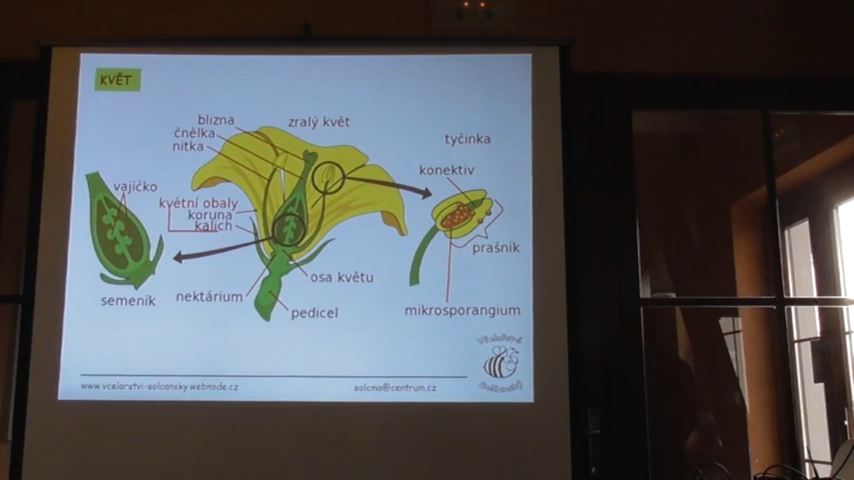 KVĚT
blizna
čnělka
nitka
zralý květ
tyčinka
konektiv
vajíčko
květní obaly
koruna
kalich
prašník
osa květu
semeník
nektárium
pedicel
mikrosporangium
www.vcelarstvi-solcansky.webnode.cz
solcma@centrum.cz